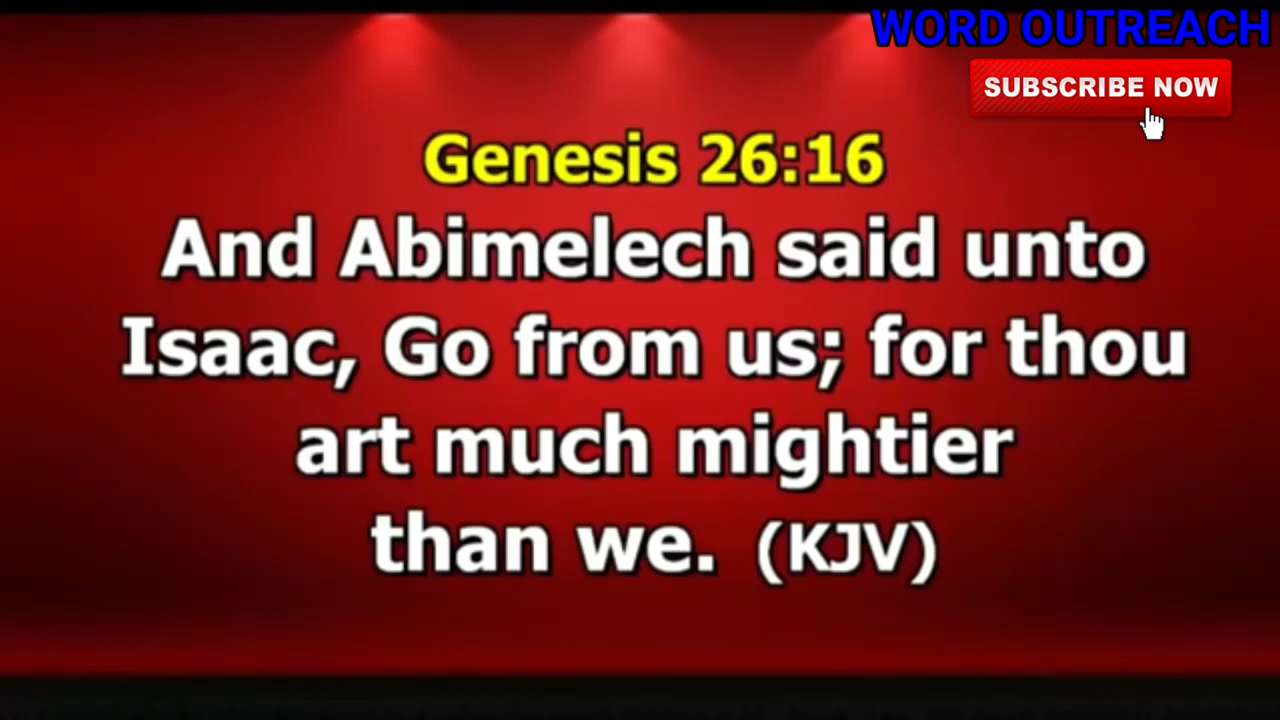 WORD OUTREACH
SUBSCRIBE NOW
Genesis 26:16
And Abimelech said unto
Isaac, Go from us; for thou
art much mightier
than we. (KJV)